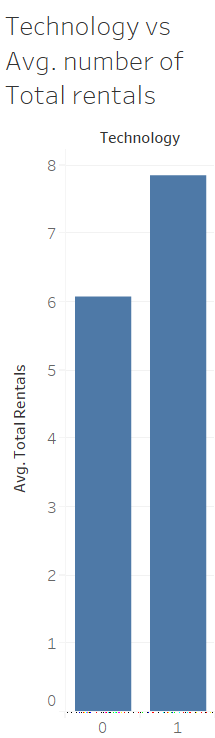 Technology vs
Avg. number of
Total rentals
Technology
8
7
6
5
4
3
2
1
0
Avg. Total Rentals
0 1